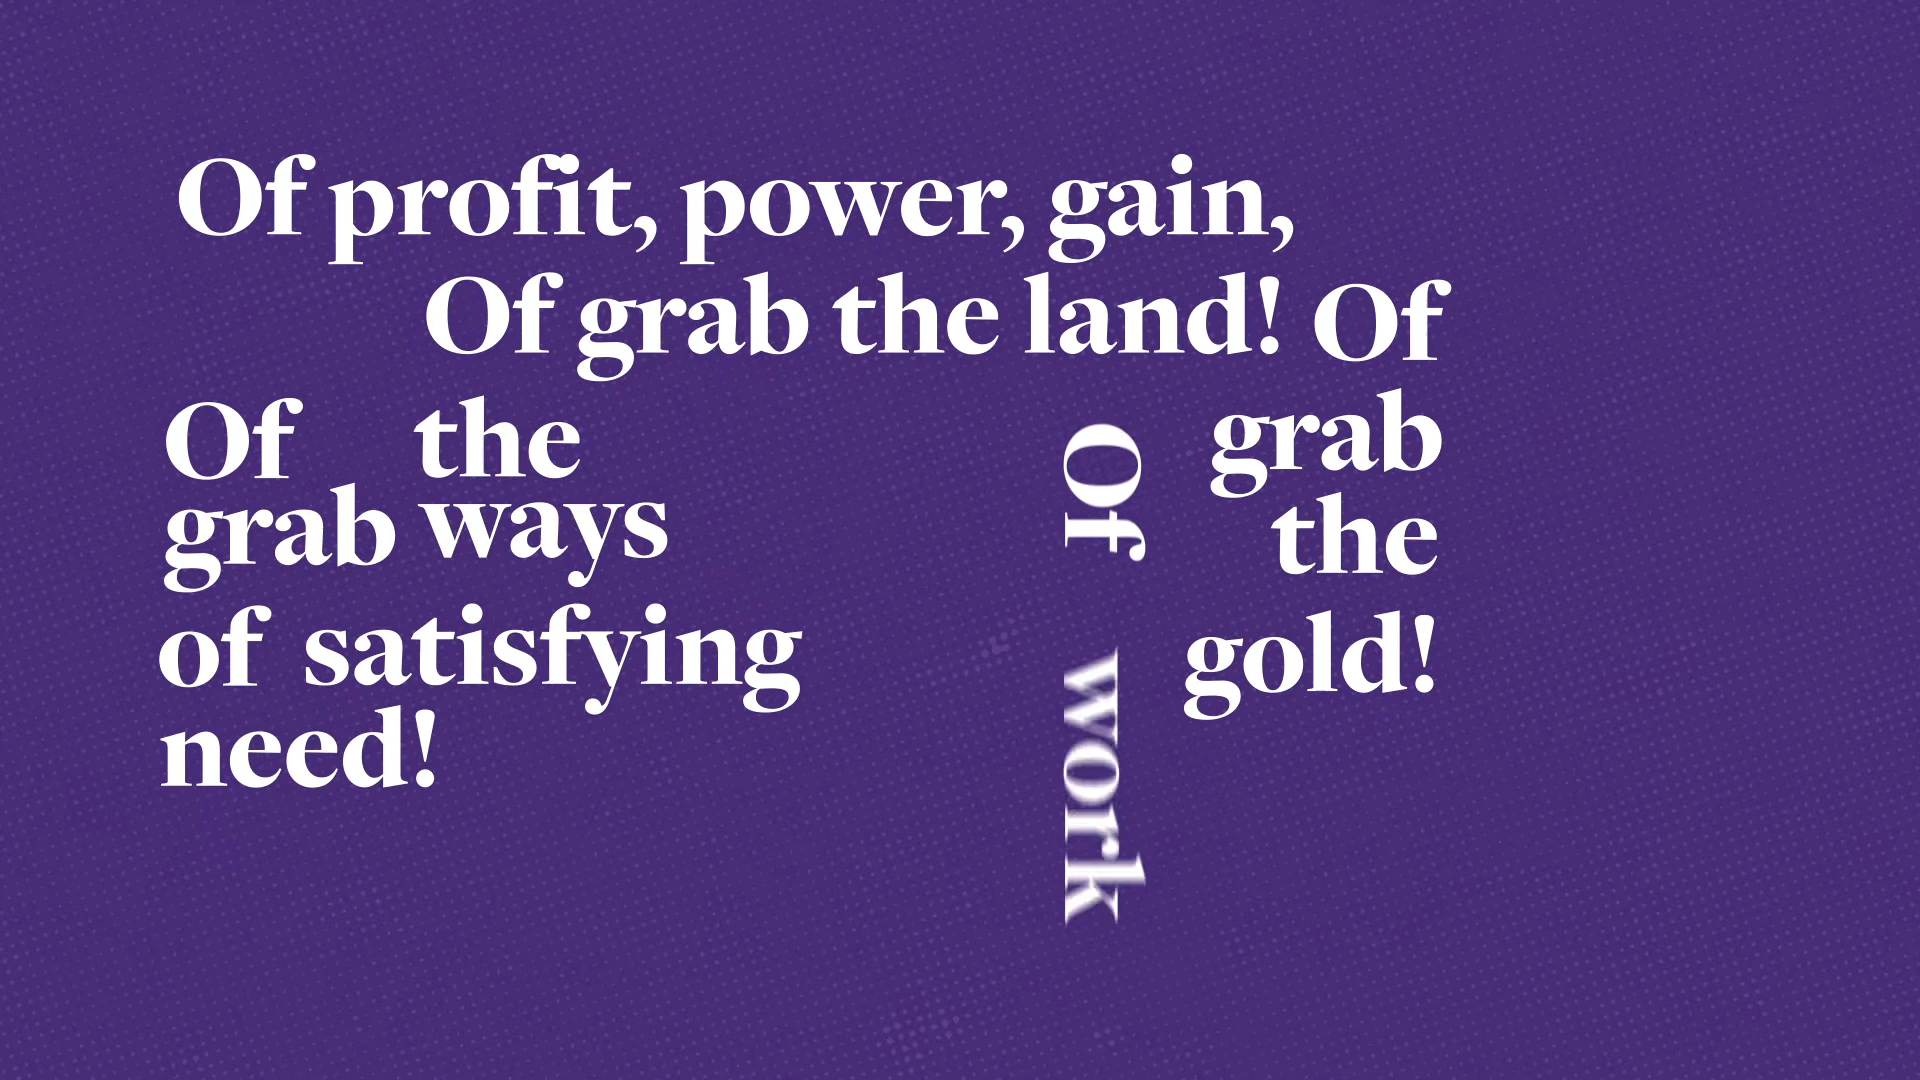 Of profit, power, gain,
Of grab the land! Of
grab
the
gold!
Of the
grab ways
of satisfying
need!
Of work